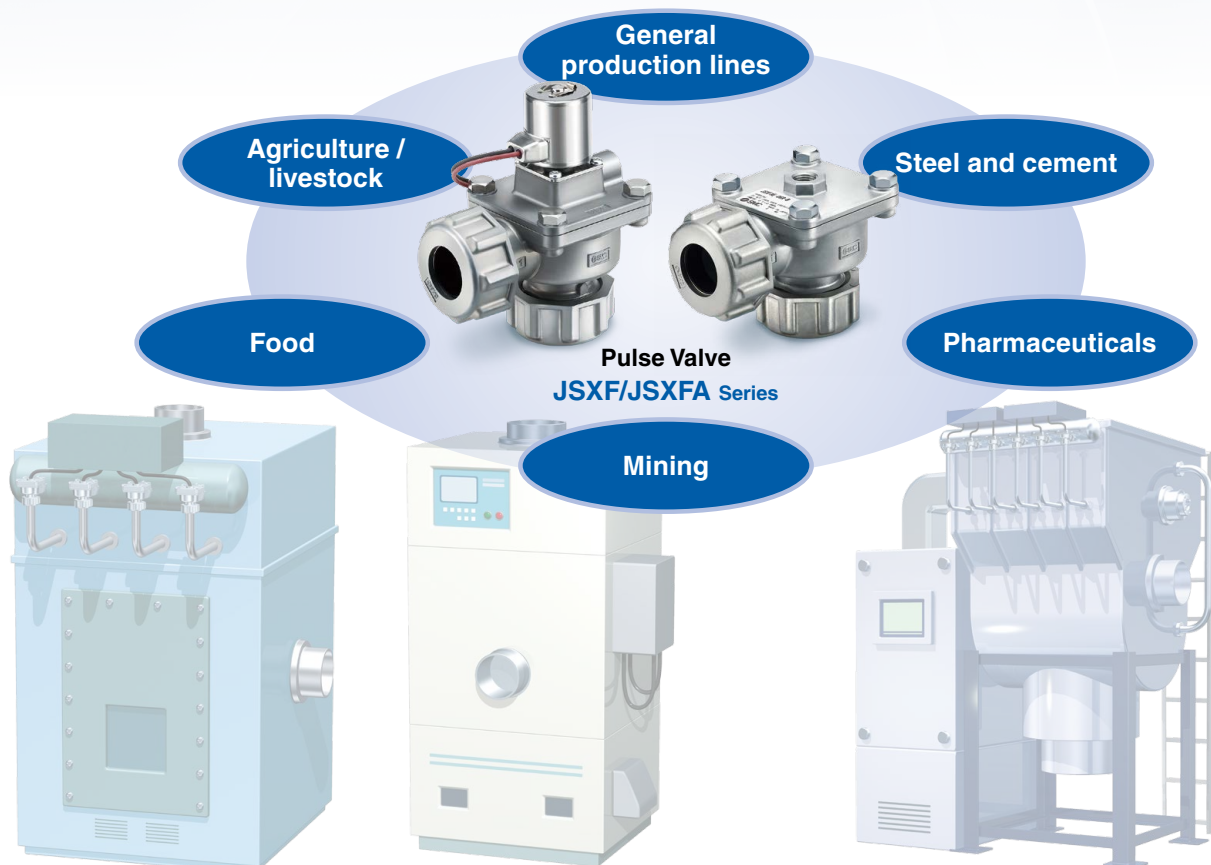 General
production lines
Agriculture /
livestock
Steel and cement
Food
Pharmaceuticals
Pulse Valve
JSXF/JSXFA Series
Mining